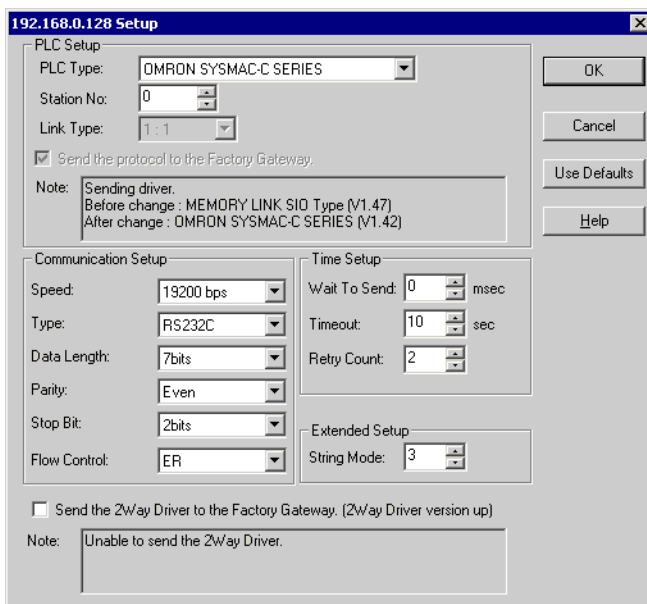 192.168.0.128 Setup
PLC Setup
PLC Type: OMRON SYSMAC-C SERIES
Station No: 0
Link Type: 1 : 1
Send the protocol to the Factory Gateway.
Note: Sending driver.
Before change : MEMORY LINK SIO Type (V1.47)
After change : OMRON SYSMAC-C SERIES (V1.42)
OK
Cancel
Use Defaults
Help
Communication Setup
Speed: 19200 bps
Type: RS232C
Data Length: 7bits
Parity: Even
Stop Bit: 2bits
Flow Control: ER
Time Setup
Wait To Send: 0 msec
Timeout: 10 sec
Retry Count: 2
Extended Setup
String Mode: 3
Send the 2Way Driver to the Factory Gateway. (2Way Driver version up)
Note: Unable to send the 2Way Driver.